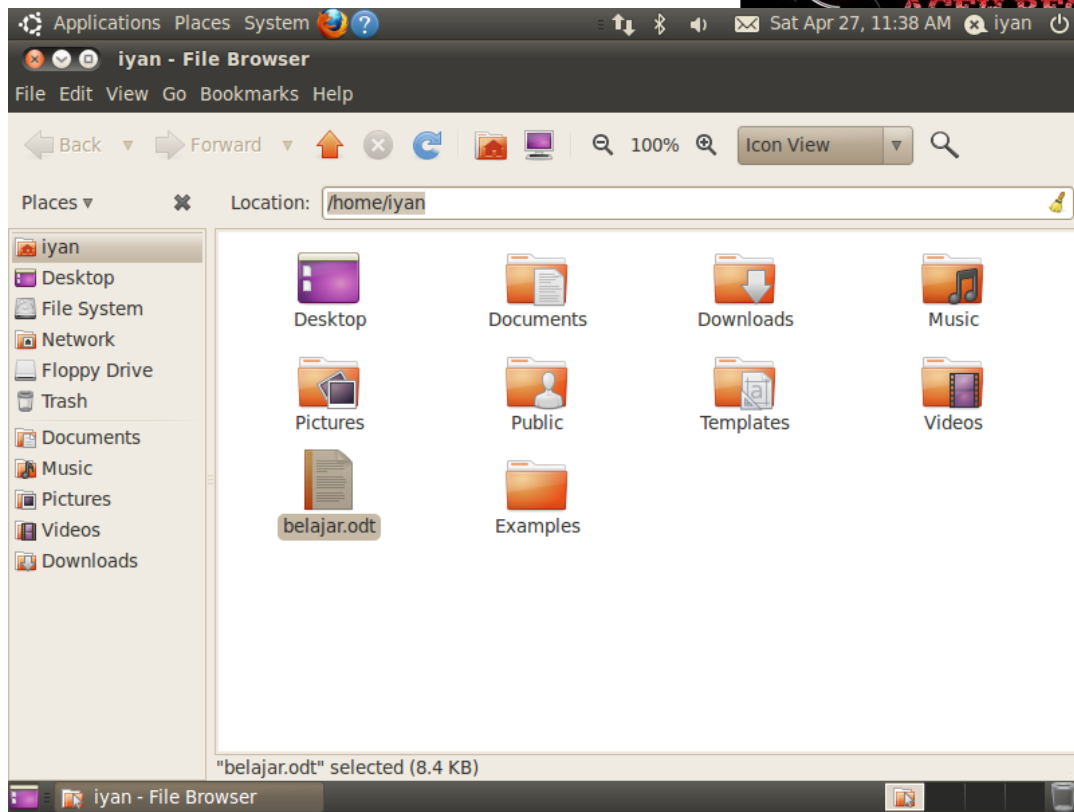 Applications Places System ? Sat Apr 27, 11:38 AM iyan
iyan - File Browser
File Edit View Go Bookmarks Help
Back Forward 100% Icon View
Places Location: /home/iyan
iyan
Desktop
File System
Network
Floppy Drive
Trash
Documents
Music
Pictures
Videos
Downloads
Desktop Documents Downloads Music
Pictures Public Templates Videos
belajar.odt Examples
"belajar.odt" selected (8.4 KB)
iyan - File Browser